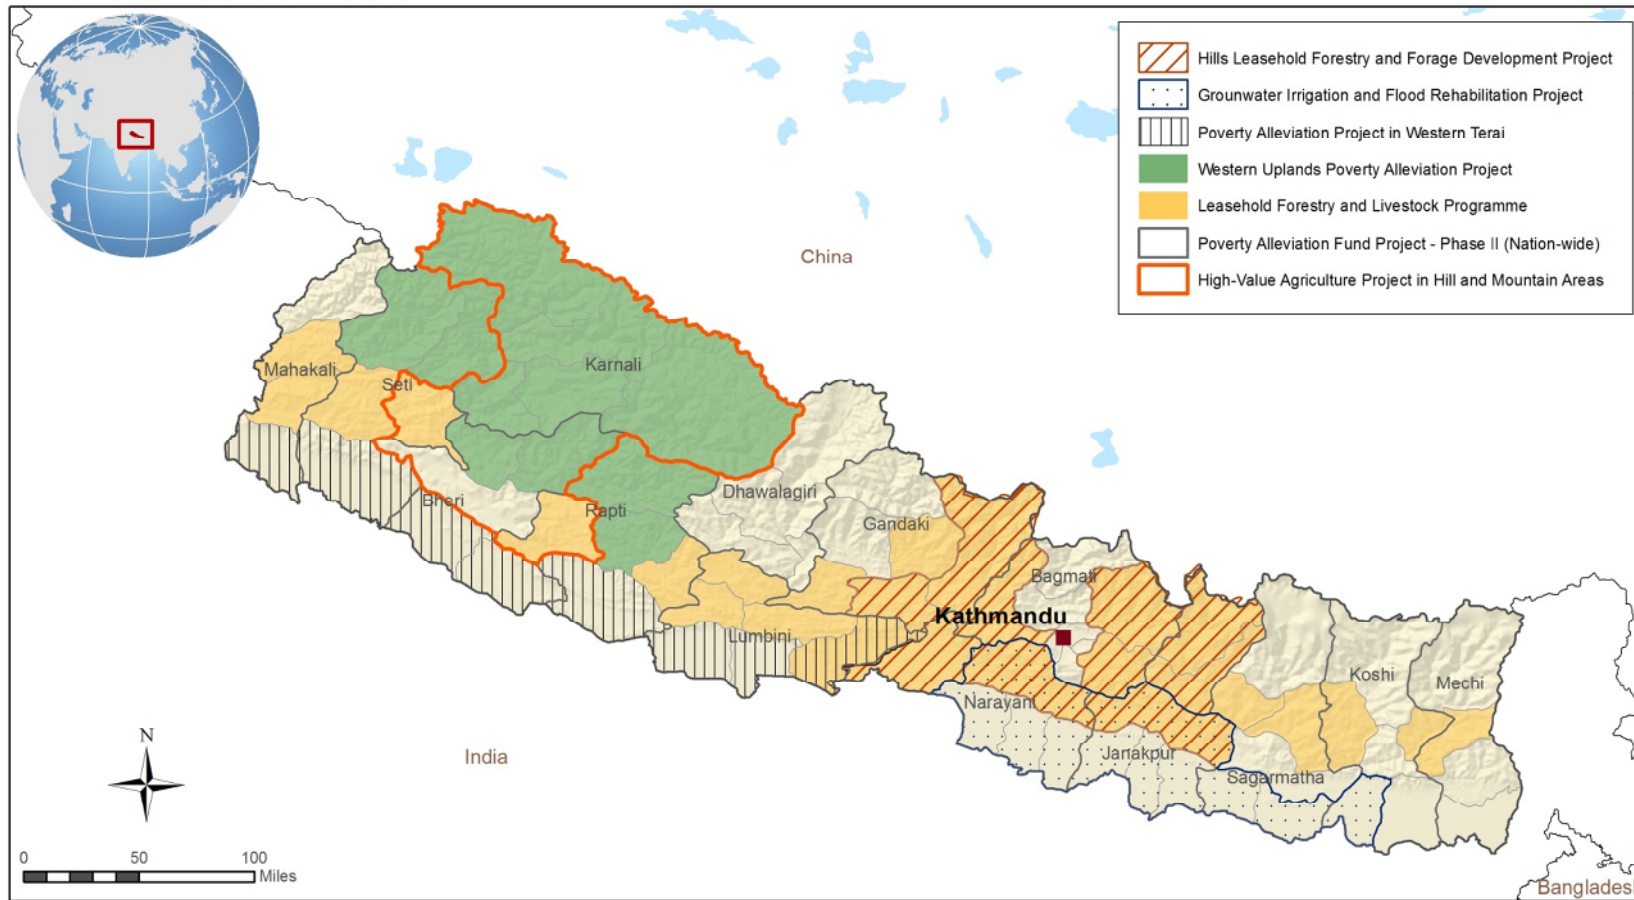 Hills Leasehold Forestry and Forage Development Project
Grounwater Irrigation and Flood Rehabilitation Project
Poverty Alleviation Project in Western Terai
Western Uplands Poverty Alleviation Project
Leasehold Forestry and Livestock Programme
Poverty Alleviation Fund Project - Phase II (Nation-wide)
High-Value Agriculture Project in Hill and Mountain Areas
China
Karnali
Mahakali
Seti
Dhawalagiri
Bheri
Rapti
Gandaki
Bagmati
Kathmandu
Lumbini
Koshi
Mechi
Narayani
Janakpur
Sagarmatha
India
N
0 50 100
Miles
Bangladesh